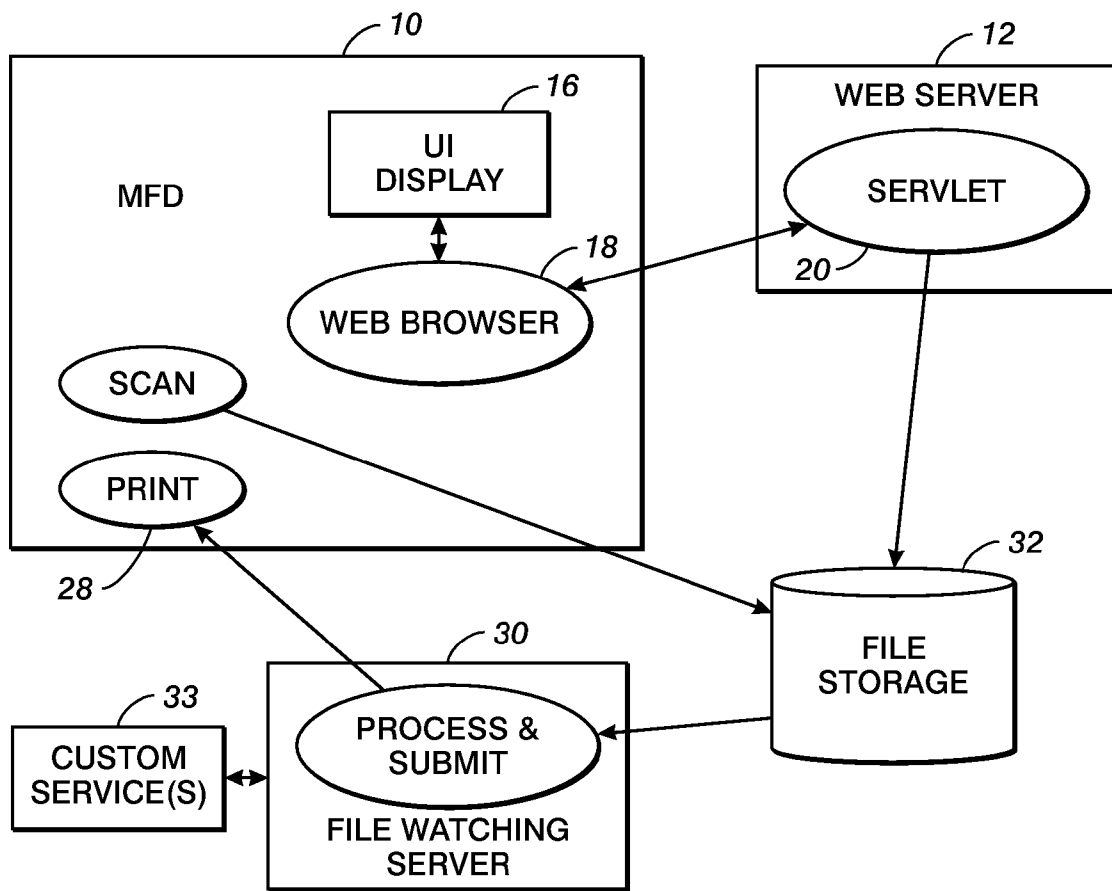 10
12
16
UI
DISPLAY
MFD
WEB SERVER
SERVLET
20
18
WEB BROWSER
SCAN
PRINT
28
32
FILE
STORAGE
30
PROCESS &
SUBMIT
FILE WATCHING
SERVER
33
CUSTOM
SERVICE(S)